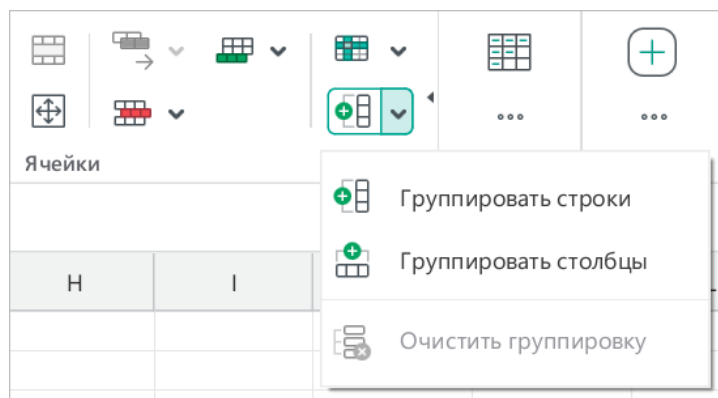 Ячейки
Группировать строки
Группировать столбцы
Очистить группировку
H I